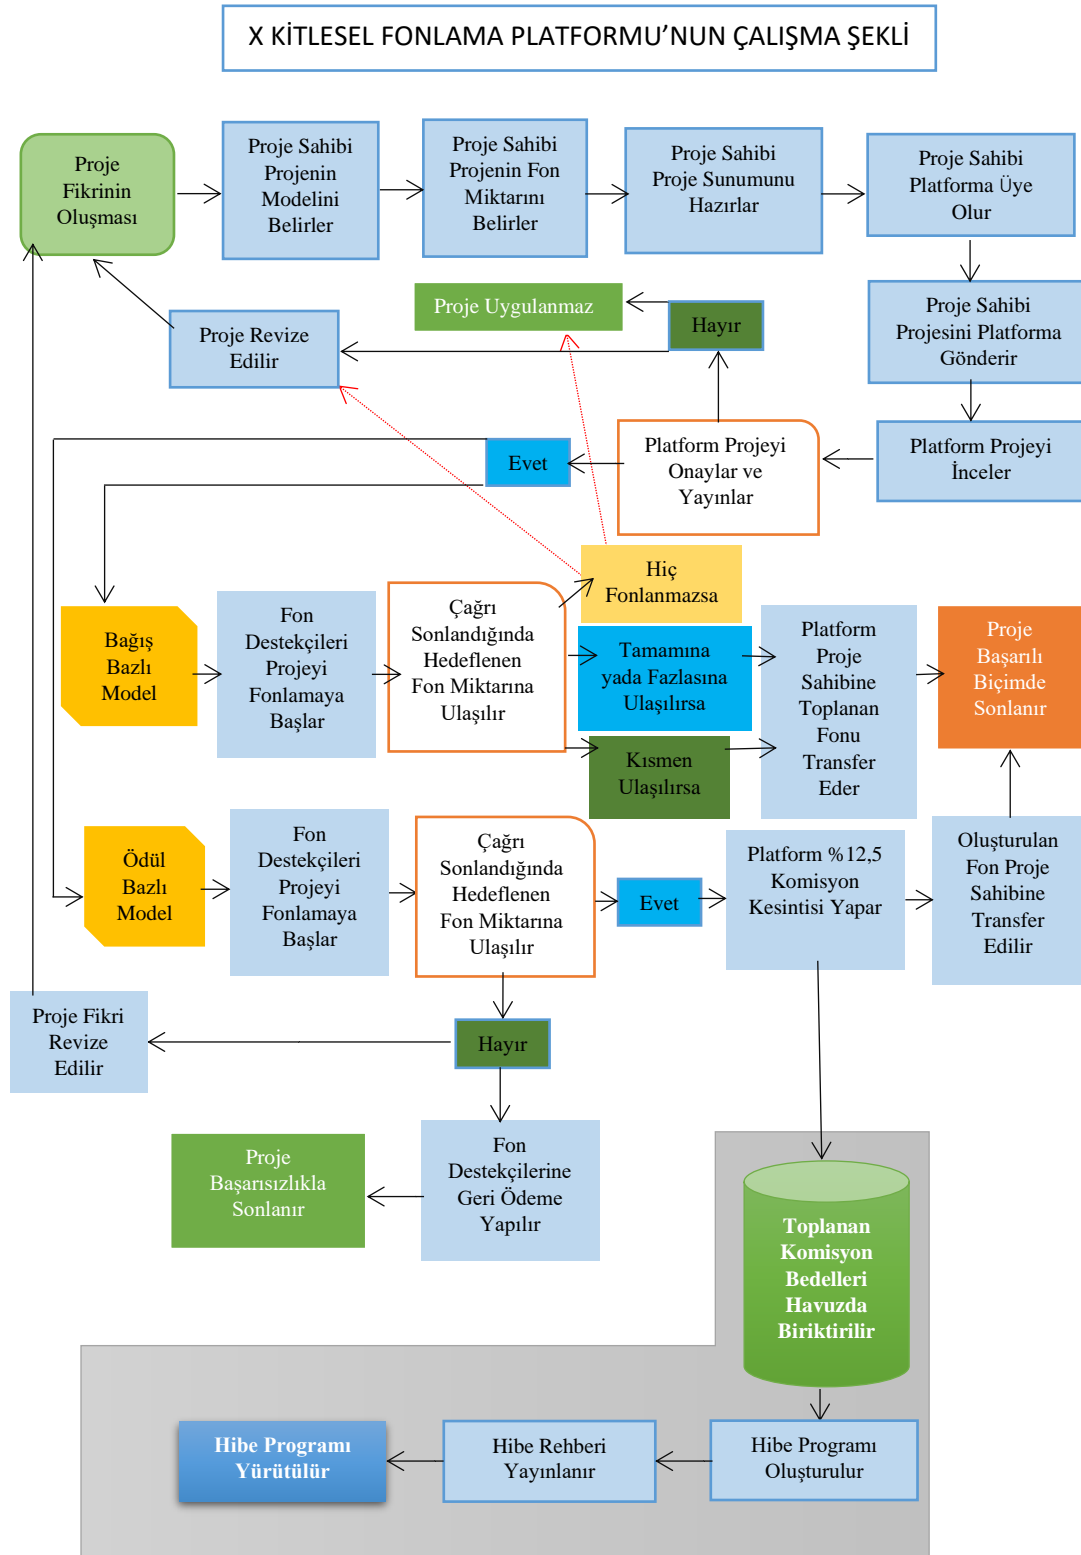 X KİTLESEL FONLAMA PLATFORMU’NUN ÇALIŞMA ŞEKLİ
Proje
Fikrinin
Oluşması
Proje Sahibi
Projenin
Modelini
Belirler
Proje Sahibi
Projenin Fon
Miktarını
Belirler
Proje Sahibi
Proje Sunumunu
Hazırlar
Proje Sahibi
Platforma Üye
Olur
Proje Uygulanmaz
Hayır
Proje Sahibi
Projesini Platforma
Gönderir
Proje Revize
Edilir
Evet
Platform Projeyi
Onaylar ve
Yayınlar
Platform Projeyi
İnceler
Bağış
Bazlı
Model
Fon
Destekçileri
Projeyi
Fonlamaya
Başlar
Çağrı
Sonlandığında
Hedeflenen
Fon Miktarına
Ulaşılır
Hiç
Fonlanmazsa
Tamamına
yada Fazlasına
Ulaşılırsa
Kısmen
Ulaşılırsa
Platform
Proje
Sahibine
Toplanan
Fonu
Transfer
Eder
Proje
Başarılı
Biçimde
Sonlanır
Ödül
Bazlı
Model
Fon
Destekçileri
Projeyi
Fonlamaya
Başlar
Çağrı
Sonlandığında
Hedeflenen
Fon Miktarına
Ulaşılır
Evet
Platform %12,5
Komisyon
Kesintisi Yapar
Oluşturulan
Fon Proje
Sahibine
Transfer
Edilir
Proje Fikri
Revize
Edilir
Hayır
Proje
Başarısızlıkla
Sonlanır
Fon
Destekçilerine
Geri Ödeme
Yapılır
Toplanan
Komisyon
Bedelleri
Havuzda
Biriktirilir
Hibe Programı
Yürütülür
Hibe Rehberi
Yayınlanır
Hibe Programı
Oluşturulur